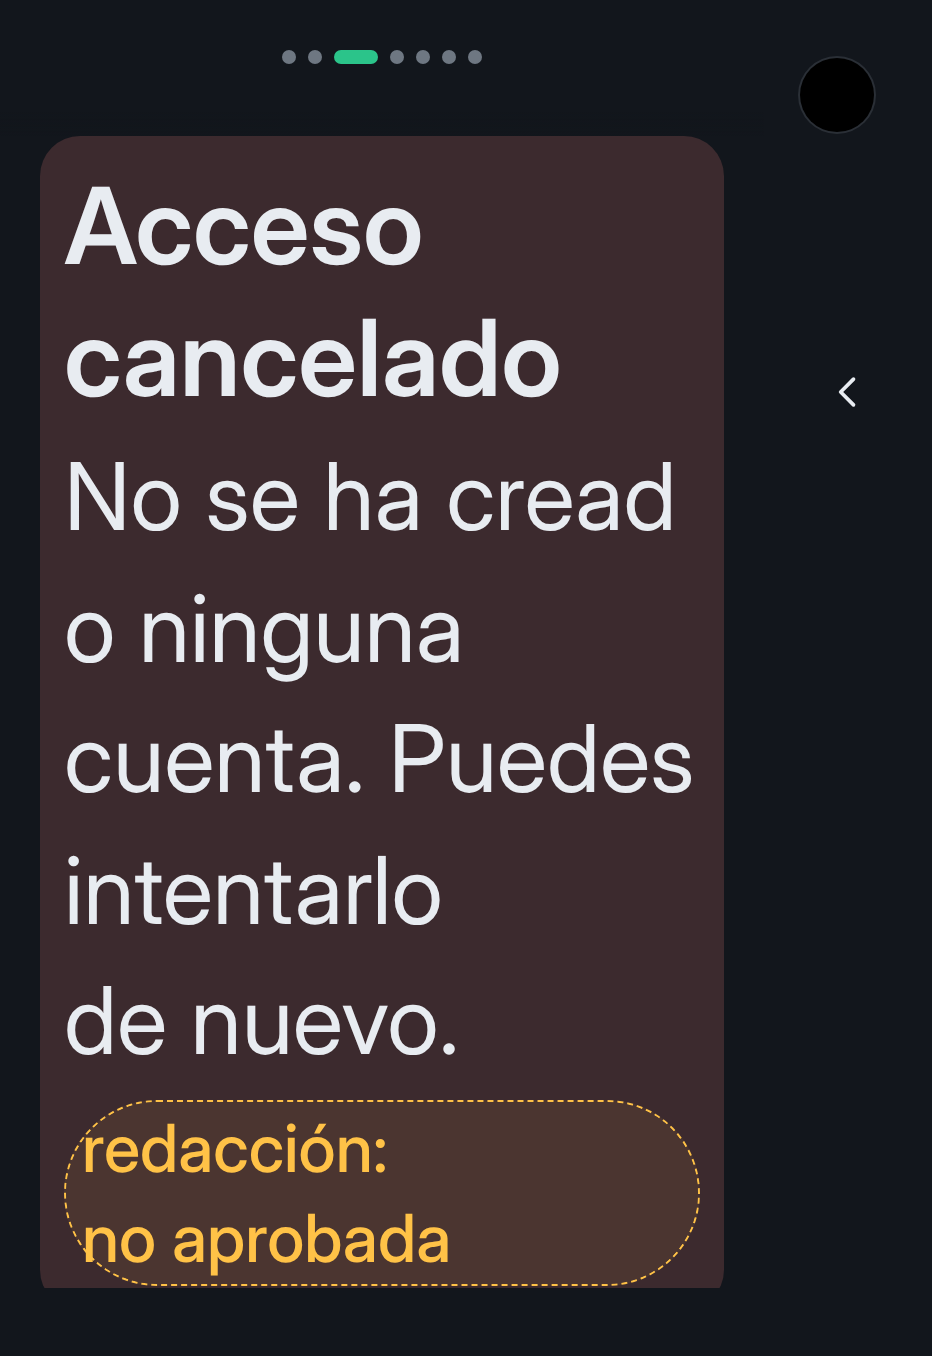 Acceso
cancelado
No se ha cread
o ninguna
cuenta. Puedes
intentarlo
de nuevo.
redacción:
no aprobada